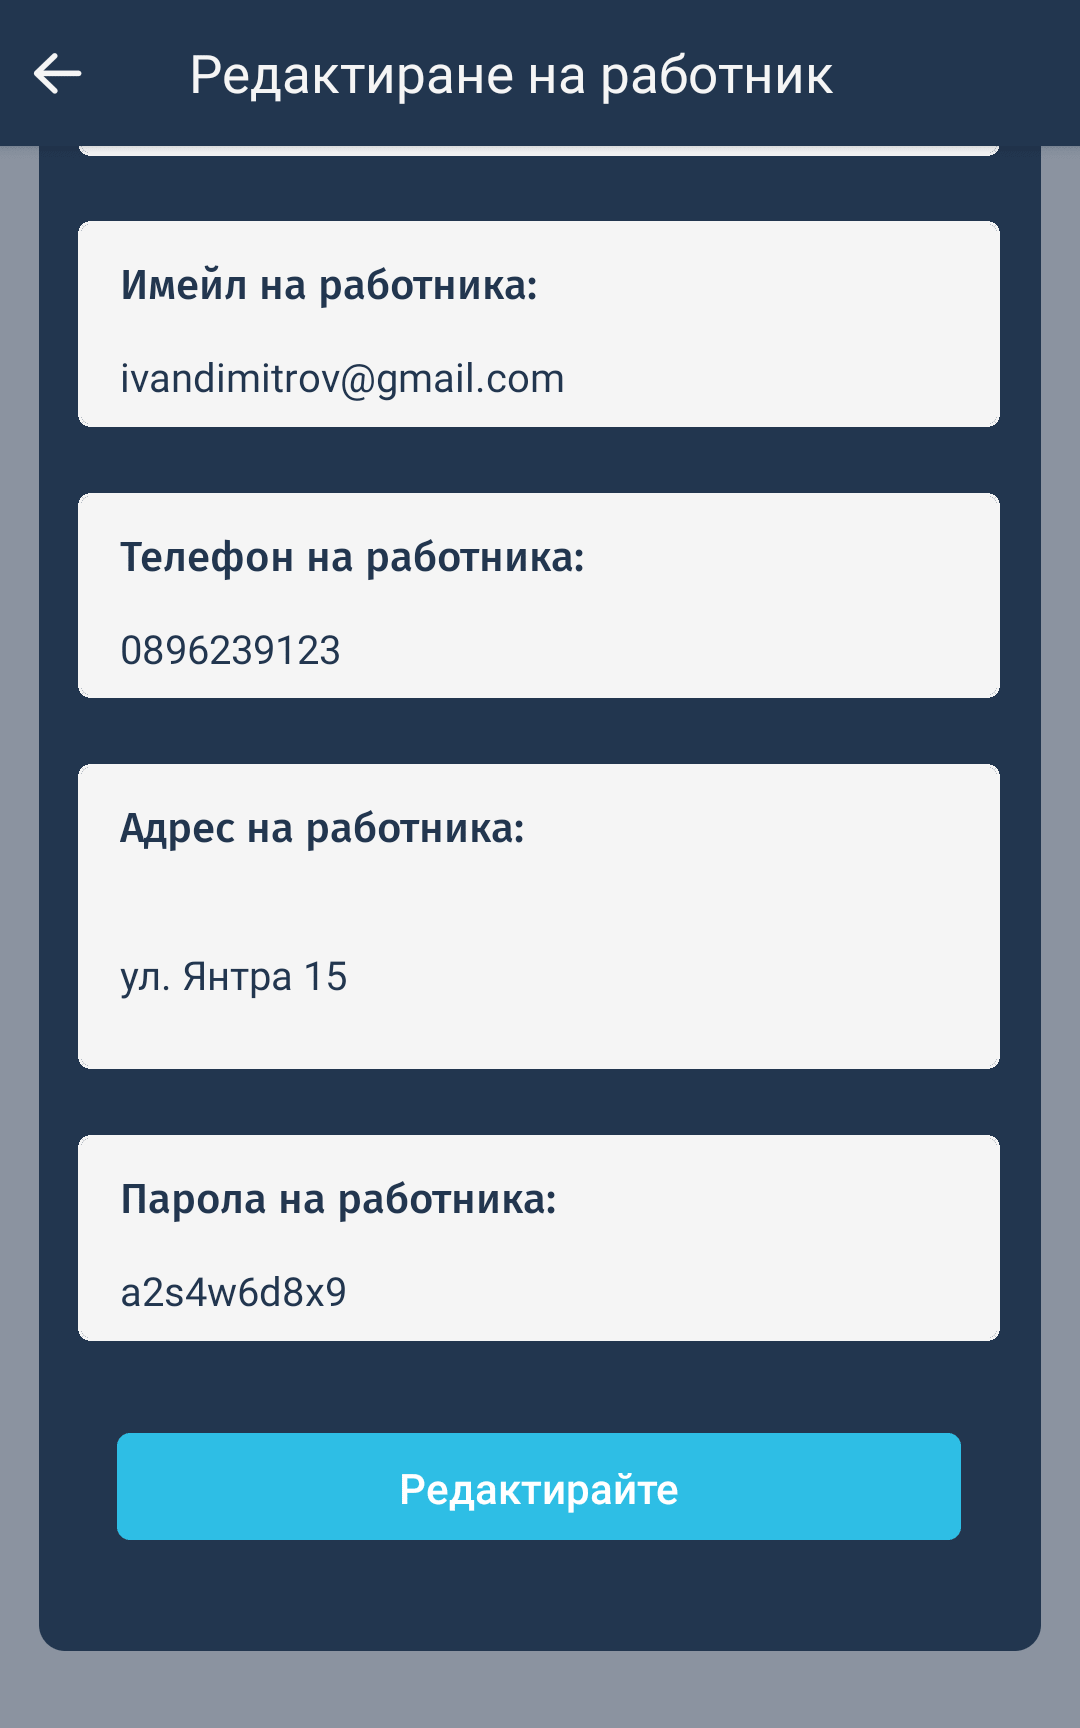 Редактиране на работник
Имейл на работника:
ivandimitrov@gmail.com
Телефон на работника:
0896239123
Адрес на работника:
ул. Янтра 15
Парола на работника:
a2s4w6d8x9
Редактирайте